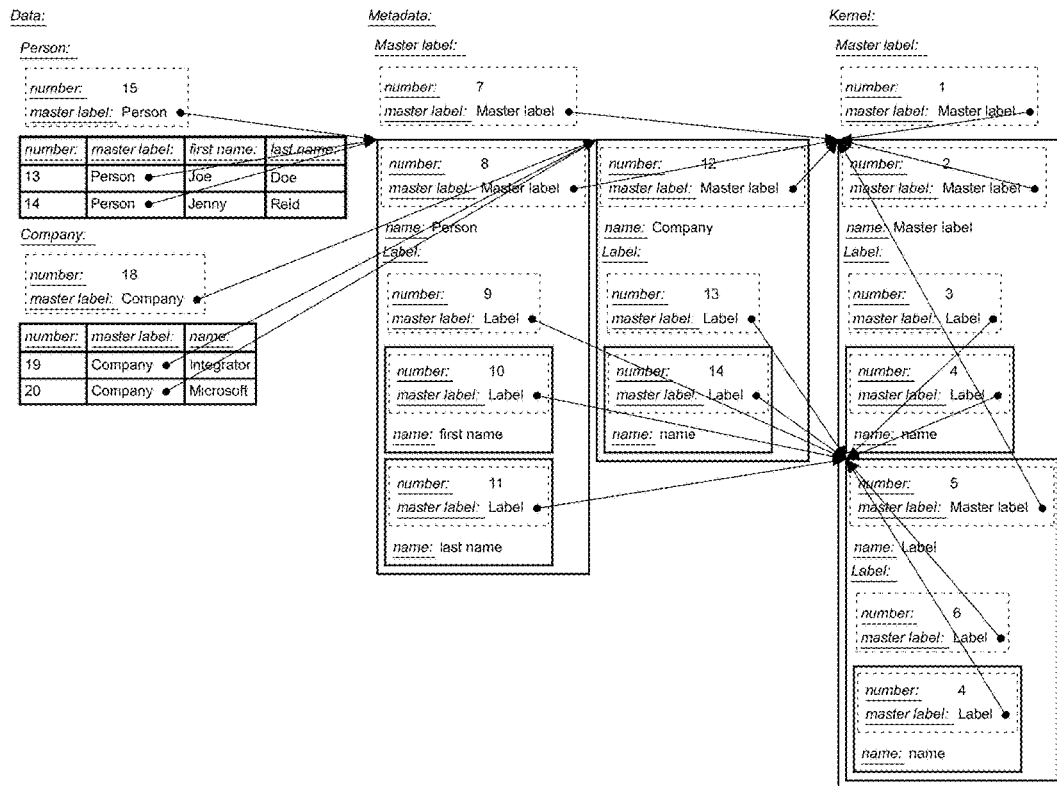 Data:
Person:
number: 15
master label: Person
number: master label: first name: last name:
13 Person Joe Doe
14 Person Jenny Reid
Company:
number: 18
master label: Company
number: master label: name:
19 Company Integrator
20 Company Microsoft
Metadata:
Master label:
number: 7
master label: Master label
number: 8
master label: Master label
name: Person
Label:
number: 9
master label: Label
number: 10
master label: Label
name: first name
number: 11
master label: Label
name: last name
number: 12
master label: Master label
name: Company
Label:
number: 13
master label: Label
number: 14
master label: Label
name: name
Kernel:
Master label:
number: 1
master label: Master label
number: 2
master label: Master label
name: Master label
Label:
number: 3
master label: Label
number: 4
master label: Label
name: name
number: 5
master label: Master label
name: Label
Label:
number: 6
master label: Label
number: 4
master label: Label
name: name